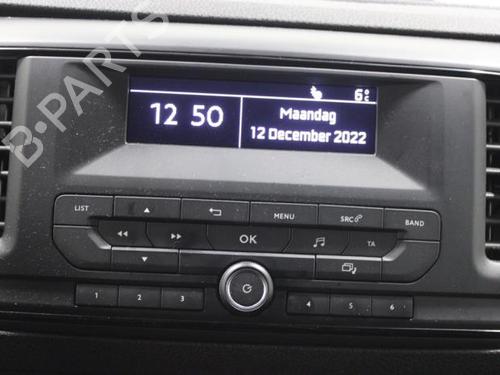 B-PARTS
6°C
12 50
Maandag
12 December 2022
LIST
MENU
SRC
BAND
OK
TA
1 2 3 4 5 6